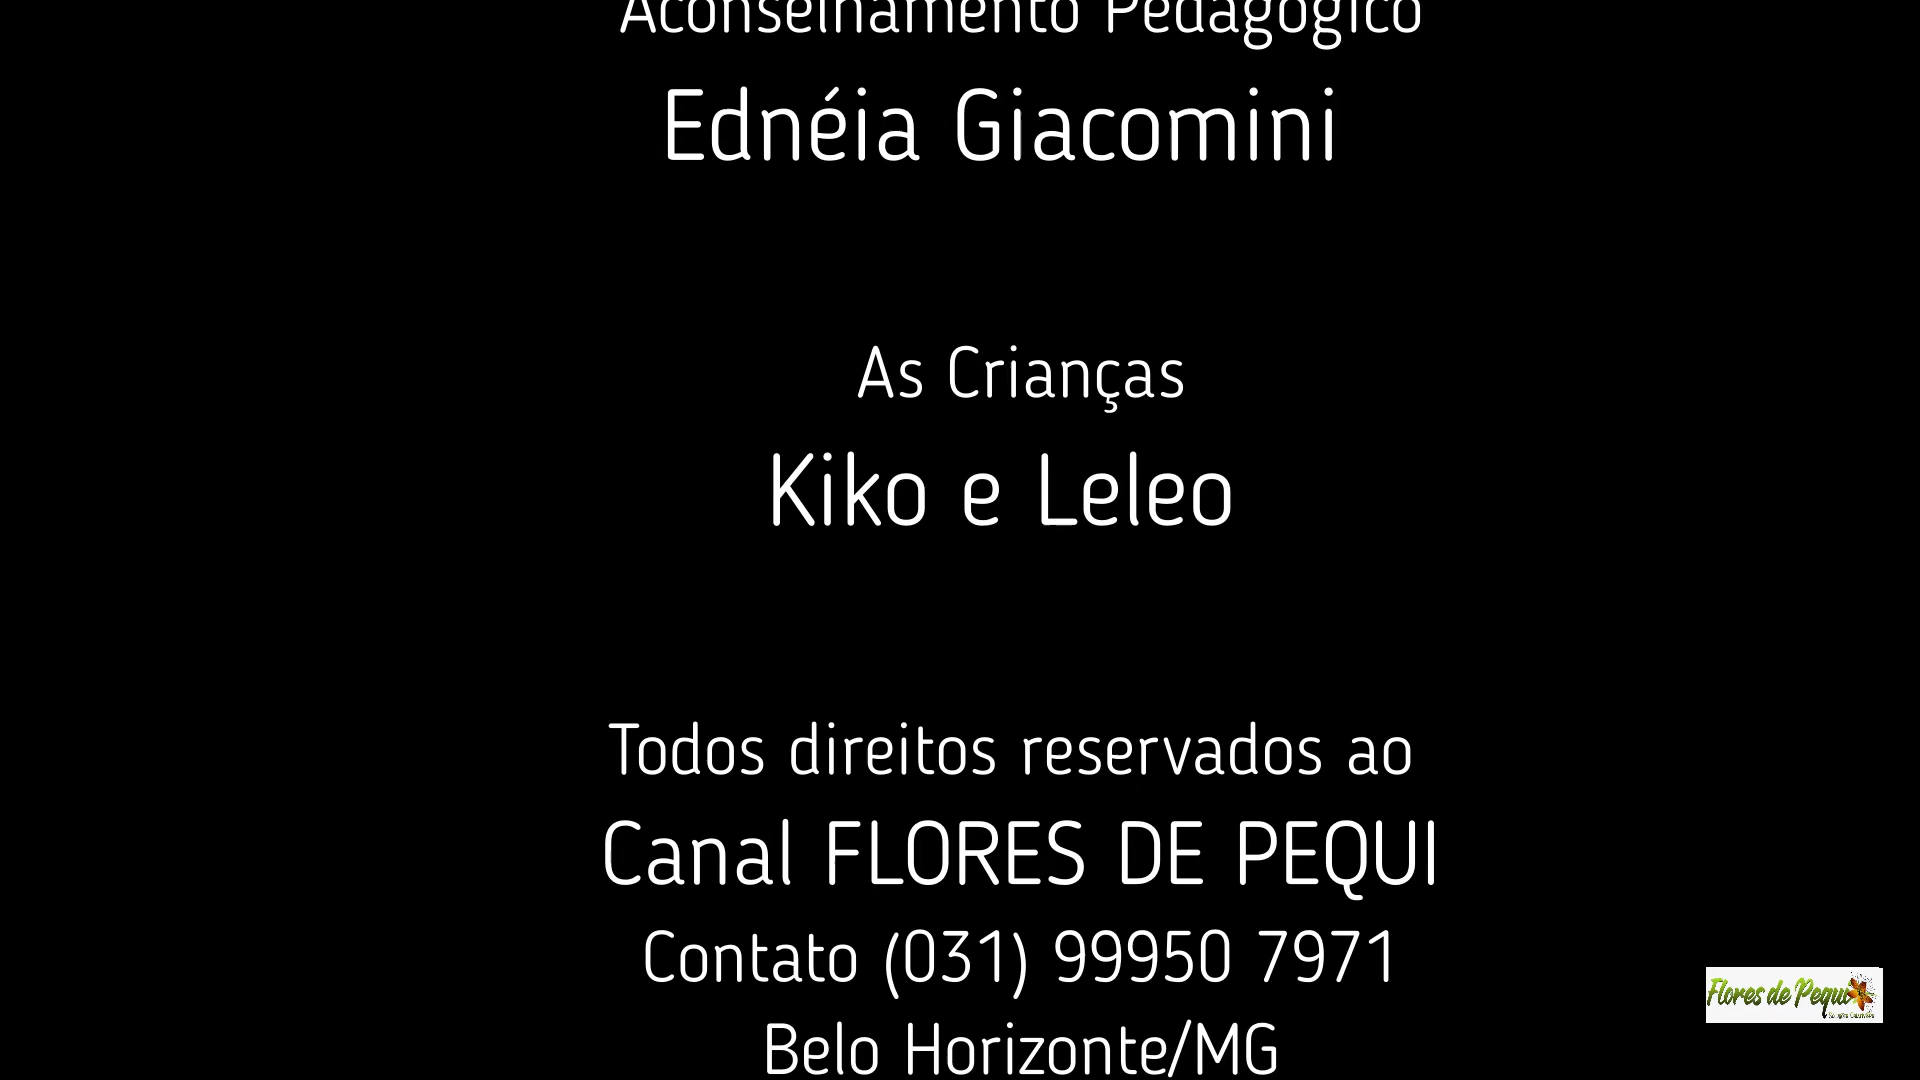 Aconselhamento Pedagógico
Ednéia Giacomini
As Crianças
Kiko e Leleo
Todos direitos reservados ao
Canal FLORES DE PEQUI
Contato (031) 99950 7971
Flores de Pequi
Belo Horizonte/MG